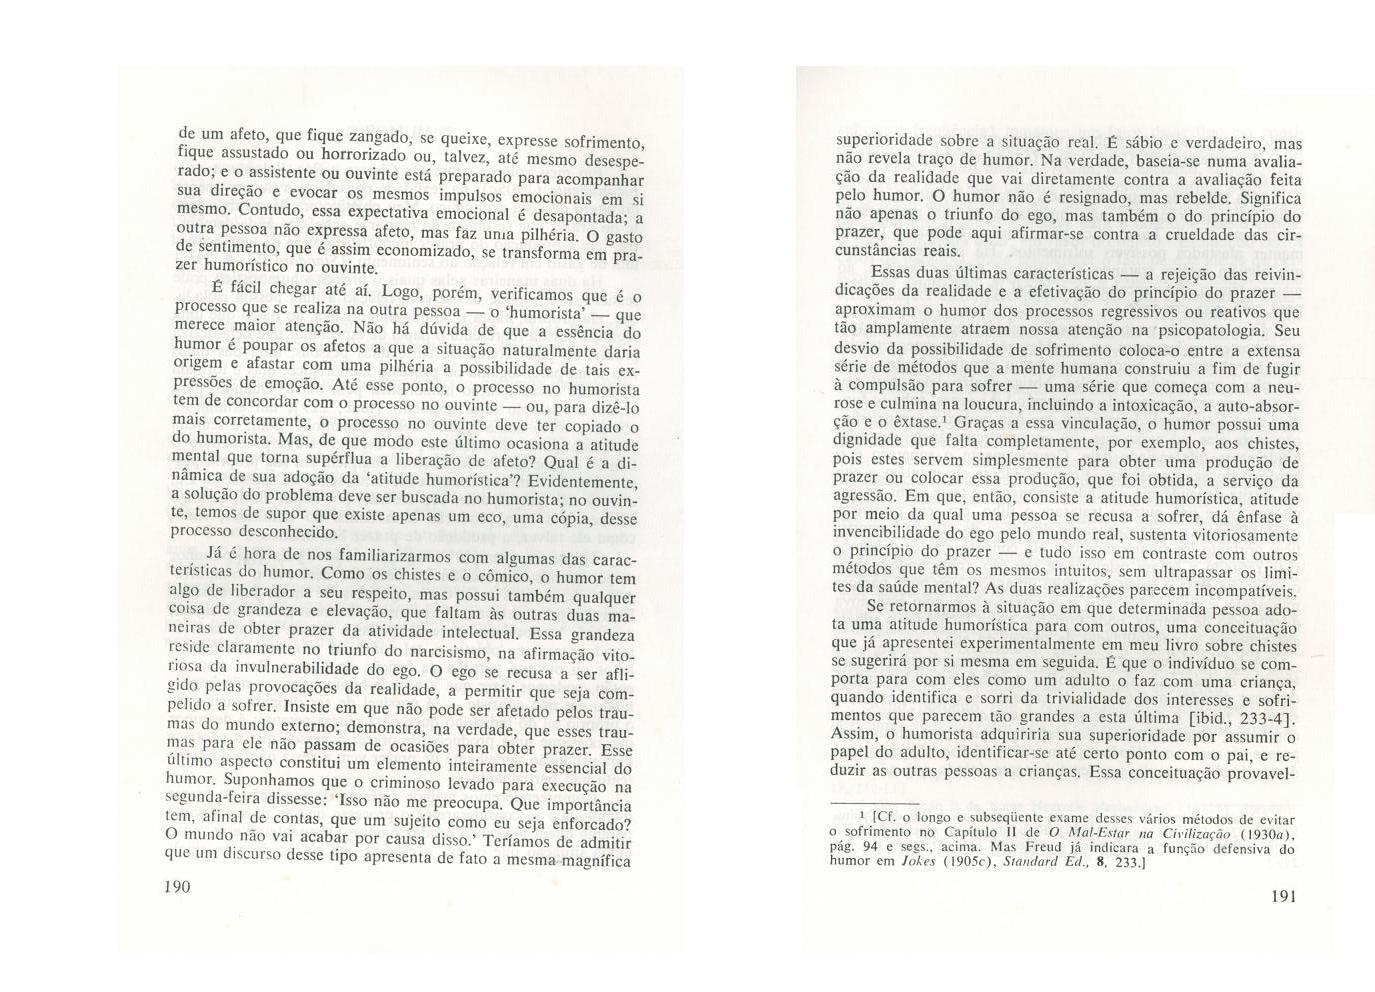 de um afeto, que fique zangado, se queixe, expresse sofrimento,
fique assustado ou horrorizado ou, talvez, até mesmo desespe-
rado; e o assistente ou ouvinte está preparado para acompanhar
sua direção e evocar os mesmos impulsos emocionais em si
mesmo. Contudo, essa expectativa emocional é desapontada; a
outra pessoa não expressa afeto, mas faz uma pilhéria. O gasto
de sentimento, que é assim economizado, se transforma em pra-
zer humorístico no ouvinte.
É fácil chegar até aí. Logo, porém, verificamos que é o
processo que se realiza na outra pessoa — o ‘humorista’ — que
merece maior atenção. Não há dúvida de que a essência do
humor é poupar os afetos a que a situação naturalmente daria
origem e afastar com uma pilhéria a possibilidade de tais ex-
pressões de emoção. Até esse ponto, o processo no humorista
tem de concordar com o processo no ouvinte — ou, para dizê-lo
mais corretamente, o processo no ouvinte deve ter copiado o
do humorista. Mas, de que modo este último ocasiona a atitude
mental que torna supérflua a liberação de afeto? Qual é a di-
nâmica de sua adoção da ‘atitude humorística’? Evidentemente,
a solução do problema deve ser buscada no humorista; no ouvin-
te, temos de supor que existe apenas um eco, uma cópia, desse
processo desconhecido.
Já é hora de nos familiarizarmos com algumas das carac-
terísticas do humor. Como os chistes e o cômico, o humor tem
algo de liberador a seu respeito, mas possui também qualquer
coisa de grandeza e elevação, que faltam às outras duas ma-
neiras de obter prazer da atividade intelectual. Essa grandeza
reside claramente no triunfo do narcisismo, na afirmação vito-
riosa da invulnerabilidade do ego. O ego se recusa a ser afli-
gido pelas provocações da realidade, a permitir que seja com-
pelido a sofrer. Insiste em que não pode ser afetado pelos trau-
mas do mundo externo; demonstra, na verdade, que esses trau-
mas para ele não passam de ocasiões para obter prazer. Esse
último aspecto constitui um elemento inteiramente essencial do
humor. Suponhamos que o criminoso levado para execução na
segunda-feira dissesse: ‘Isso não me preocupa. Que importância
tem, afinal de contas, que um sujeito como eu seja enforcado?
O mundo não vai acabar por causa disso.’ Teríamos de admitir
que um discurso desse tipo apresenta de fato a mesma magnífica
190
superioridade sobre a situação real. É sábio e verdadeiro, mas
não revela traço de humor. Na verdade, baseia-se numa avalia-
ção da realidade que vai diretamente contra a avaliação feita
pelo humor. O humor não é resignado, mas rebelde. Significa
não apenas o triunfo do ego, mas também o do princípio do
prazer, que pode aqui afirmar-se contra a crueldade das cir-
cunstâncias reais.
Essas duas últimas características — a rejeição das reivin-
dicações da realidade e a efetivação do princípio do prazer —
aproximam o humor dos processos regressivos ou reativos que
tão amplamente atraem nossa atenção na psicopatologia. Seu
desvio da possibilidade de sofrimento coloca-o entre a extensa
série de métodos que a mente humana construiu a fim de fugir
à compulsão para sofrer — uma série que começa com a neu-
rose e culmina na loucura, incluindo a intoxicação, a auto-absor-
ção e o êxtase.¹ Graças a essa vinculação, o humor possui uma
dignidade que falta completamente, por exemplo, aos chistes,
pois estes servem simplesmente para obter uma produção de
prazer ou colocar essa produção, que foi obtida, a serviço da
agressão. Em que, então, consiste a atitude humorística, atitude
por meio da qual uma pessoa se recusa a sofrer, dá ênfase à
invencibilidade do ego pelo mundo real, sustenta vitoriosamente
o princípio do prazer — e tudo isso em contraste com outros
métodos que têm os mesmos intuitos, sem ultrapassar os limi-
tes da saúde mental? As duas realizações parecem incompatíveis.
Se retornarmos à situação em que determinada pessoa ado-
ta uma atitude humorística para com outros, uma conceituação
que já apresentei experimentalmente em meu livro sobre chistes
se sugerirá por si mesma em seguida. É que o indivíduo se com-
porta para com eles como um adulto o faz com uma criança,
quando identifica e sorri da trivialidade dos interesses e sofri-
mentos que parecem tão grandes a esta última [ibid., 233-4].
Assim, o humorista adquiriria sua superioridade por assumir o
papel do adulto, identificar-se até certo ponto com o pai, e re-
duzir as outras pessoas a crianças. Essa conceituação provavel-
¹ [Cf. o longo e subseqüente exame desses vários métodos de evitar
o sofrimento no Capítulo II de O Mal-Estar na Civilização (1930a),
pág. 94 e segs., acima. Mas Freud já indicara a função defensiva do
humor em Jokes (1905c), Standard Ed., 8, 233.]
191